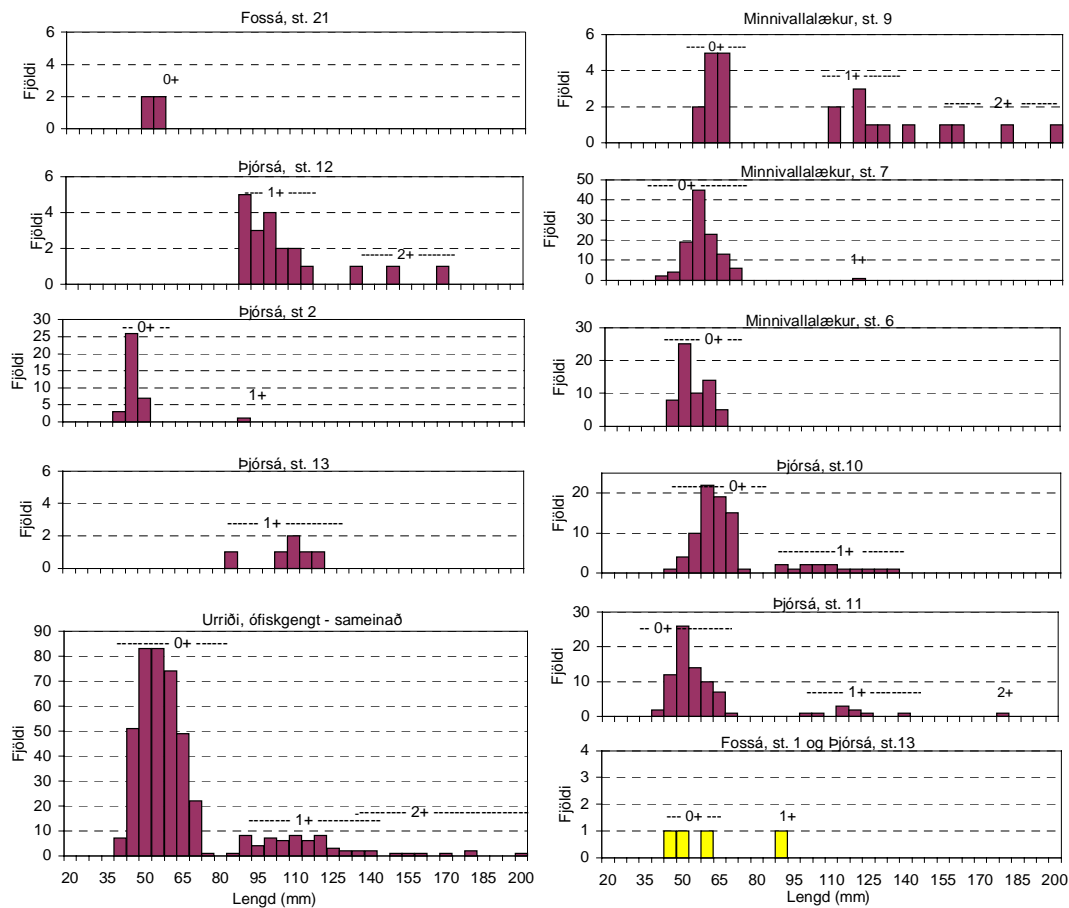 Fossá, st. 21
6
4
2
0
Fjöldi
0+
Þjórsá, st. 12
6
4
2
0
Fjöldi
1+
2+
Þjórsá, st 2
30
25
20
15
10
5
0
Fjöldi
0+
1+
Þjórsá, st. 13
6
4
2
0
Fjöldi
1+
Urriði, ófiskgengt - sameinað
90
80
70
60
50
40
30
20
10
0
Fjöldi
0+
1+
2+
20 35 50 65 80 95 110 125 140 155 170 185 200
Lengd (mm)
Minnivallalækur, st. 9
6
4
2
0
Fjöldi
0+
1+
2+
Minnivallalækur, st. 7
50
40
30
20
10
0
Fjöldi
0+
1+
Minnivallalækur, st. 6
30
20
10
0
Fjöldi
0+
Þjórsá, st.10
20
10
0
Fjöldi
0+
1+
Þjórsá, st. 11
30
20
10
0
Fjöldi
0+
1+
2+
Fossá, st. 1 og Þjórsá, st.13
4
3
2
1
0
Fjöldi
0+
1+
20 35 50 65 80 95 110 125 140 155 170 185 200
Lengd (mm)